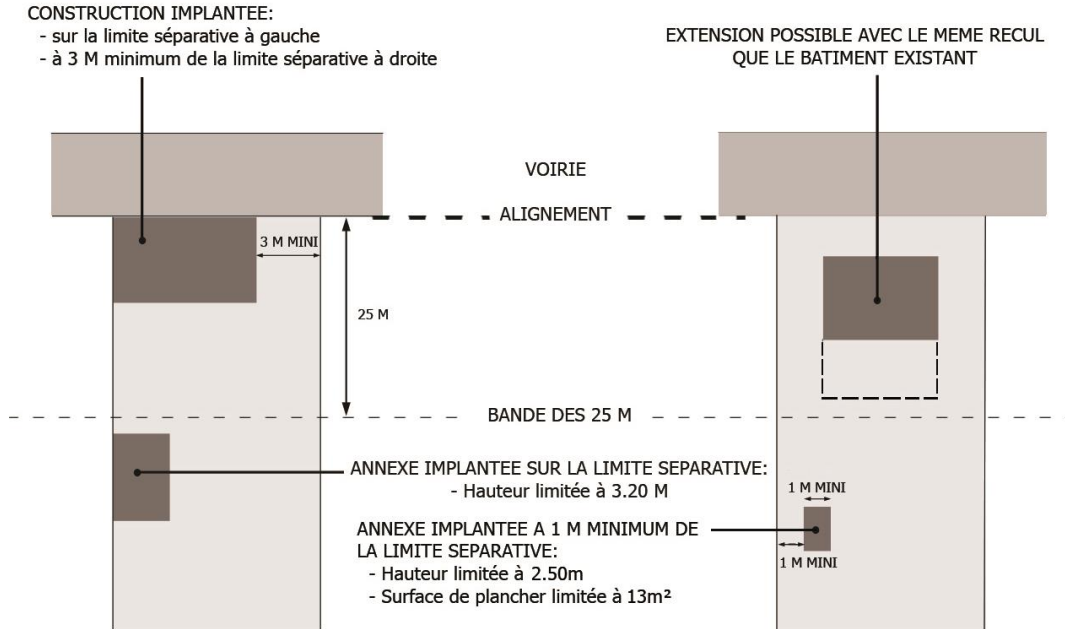 CONSTRUCTION IMPLANTEE:
- sur la limite séparative à gauche
- à 3 M minimum de la limite séparative à droite
EXTENSION POSSIBLE AVEC LE MEME RECUL
QUE LE BATIMENT EXISTANT
VOIRIE
ALIGNEMENT
3 M MINI
25 M
BANDE DES 25 M
ANNEXE IMPLANTEE SUR LA LIMITE SEPARATIVE:
- Hauteur limitée à 3.20 M
1 M MINI
ANNEXE IMPLANTEE A 1 M MINIMUM DE
LA LIMITE SEPARATIVE:
- Hauteur limitée à 2.50m
- Surface de plancher limitée à 13m²
1 M MINI